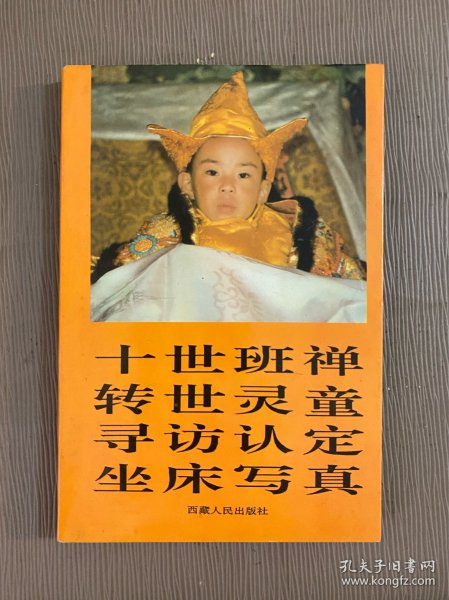 十世班禅
转世灵童
寻访认定
坐床写真
西藏人民出版社
孔夫子旧书网
www.kongfz.com